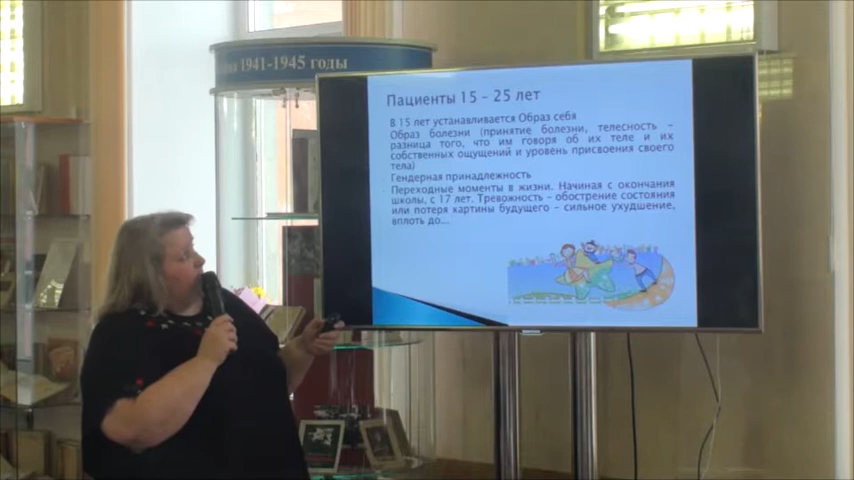 1941-1945 годы
Пациенты 15 – 25 лет
В 15 лет устанавливается Образ себя
Образ болезни (принятие болезни, телесность –
разница того, что им говоря об их теле и их
собственных ощущений и уровень присвоения своего
тела)
Гендерная принадлежность
Переходные моменты в жизни. Начиная с окончания
школы, с 17 лет. Тревожность – обострение состояния
или потеря картины будущего – сильное ухудшение,
вплоть до...